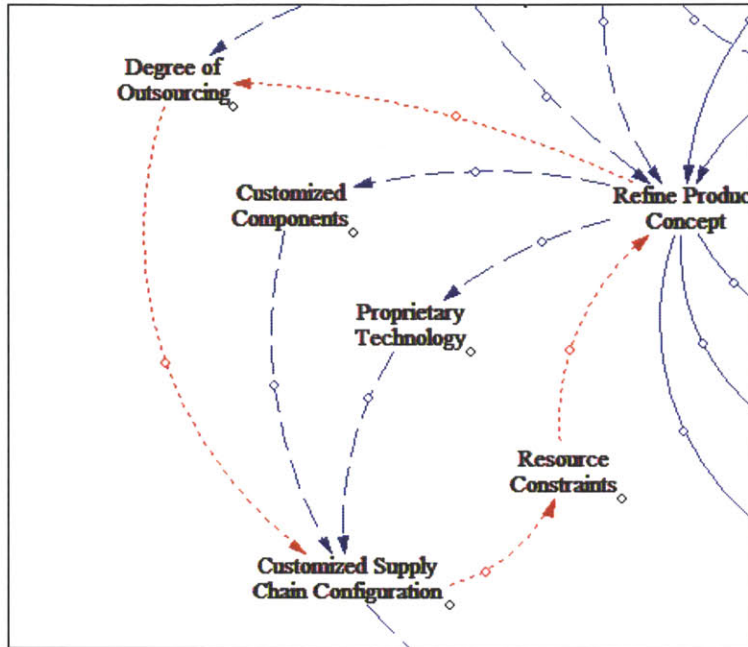 Degree of
Outsourcing
Customized
Components
Refine Produc
Concept
Proprietary
Technology
Resource
Constraints
Customized Supply
Chain Configuration